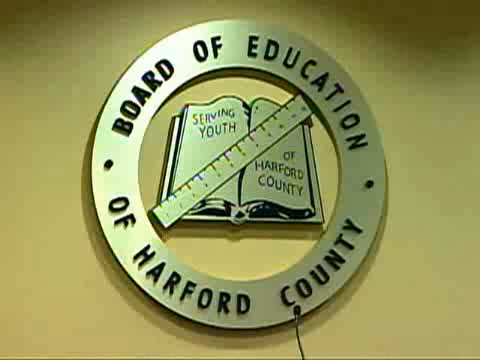 BOARD OF EDUCATION
OF HARFORD COUNTY
SERVING
YOUTH
OF
HARFORD
COUNTY